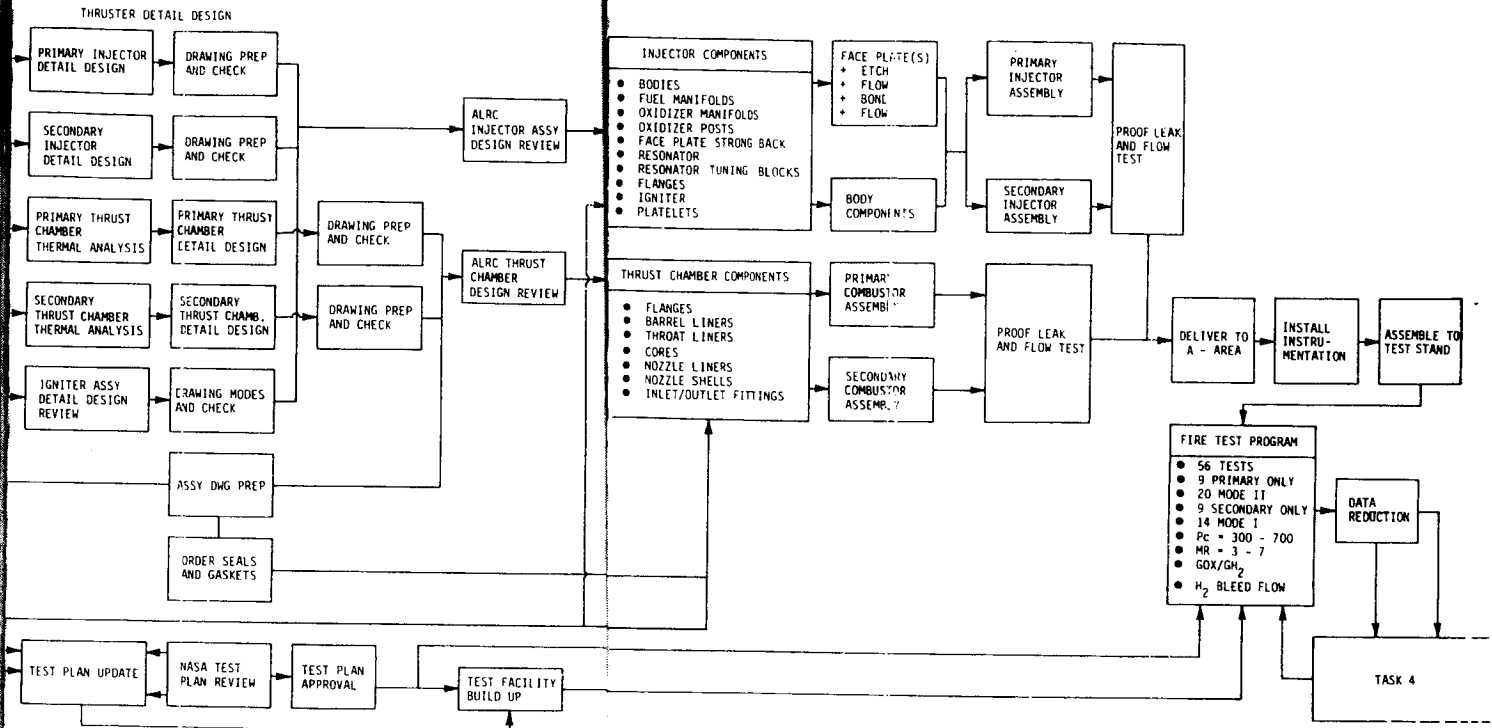 THRUSTER DETAIL DESIGN
PRIMARY INJECTOR
DETAIL DESIGN
DRAWING PREP
AND CHECK
SECONDARY
INJECTOR
DETAIL DESIGN
DRAWING PREP
AND CHECK
PRIMARY THRUST
CHAMBER
THERMAL ANALYSIS
PRIMARY THRUST
CHAMBER
DETAIL DESIGN
DRAWING PREP
AND CHECK
SECONDARY
THRUST CHAMBER
THERMAL ANALYSIS
SECONDARY
THRUST CHAMB.
DETAIL DESIGN
DRAWING PREP
AND CHECK
IGNITER ASSY
DETAIL DESIGN
REVIEW
DRAWING MODES
AND CHECK
ASSY DWG PREP
ORDER SEALS
AND GASKETS
ALRC
INJECTOR ASSY
DESIGN REVIEW
ALRC THRUST
CHAMBER
DESIGN REVIEW
TEST PLAN UPDATE
NASA TEST
PLAN REVIEW
TEST PLAN
APPROVAL
TEST FACILITY
BUILD UP
INJECTOR COMPONENTS
● BODIES
● FUEL MANIFOLDS
● OXIDIZER MANIFOLDS
● OXIDIZER POSTS
● FACE PLATE STRONG BACK
● RESONATOR
● RESONATOR TUNING BLOCKS
● FLANGES
● IGNITER
● PLATELETS
FACE PLATE(S)
+ ETCH
+ FLOW
+ BOND
+ FLOW
BODY
COMPONENTS
PRIMARY
INJECTOR
ASSEMBLY
SECONDARY
INJECTOR
ASSEMBLY
PROOF LEAK
AND FLOW
TEST
THRUST CHAMBER COMPONENTS
● FLANGES
● BARREL LINERS
● THROAT LINERS
● CORES
● NOZZLE LINERS
● NOZZLE SHELLS
● INLET/OUTLET FITTINGS
PRIMARY
COMBUSTOR
ASSEMBLY
SECONDARY
COMBUSTOR
ASSEMBLY
PROOF LEAK
AND FLOW TEST
DELIVER TO
A - AREA
INSTALL
INSTRU-
MENTATION
ASSEMBLE TO
TEST STAND
FIRE TEST PROGRAM
● 56 TESTS
● 9 PRIMARY ONLY
● 20 MODE II
● 9 SECONDARY ONLY
● 14 MODE I
● Pc = 300 - 700
● MR = 3 - 7
● GOX/GH2
● H2 BLEED FLOW
DATA
REDUCTION
TASK 4